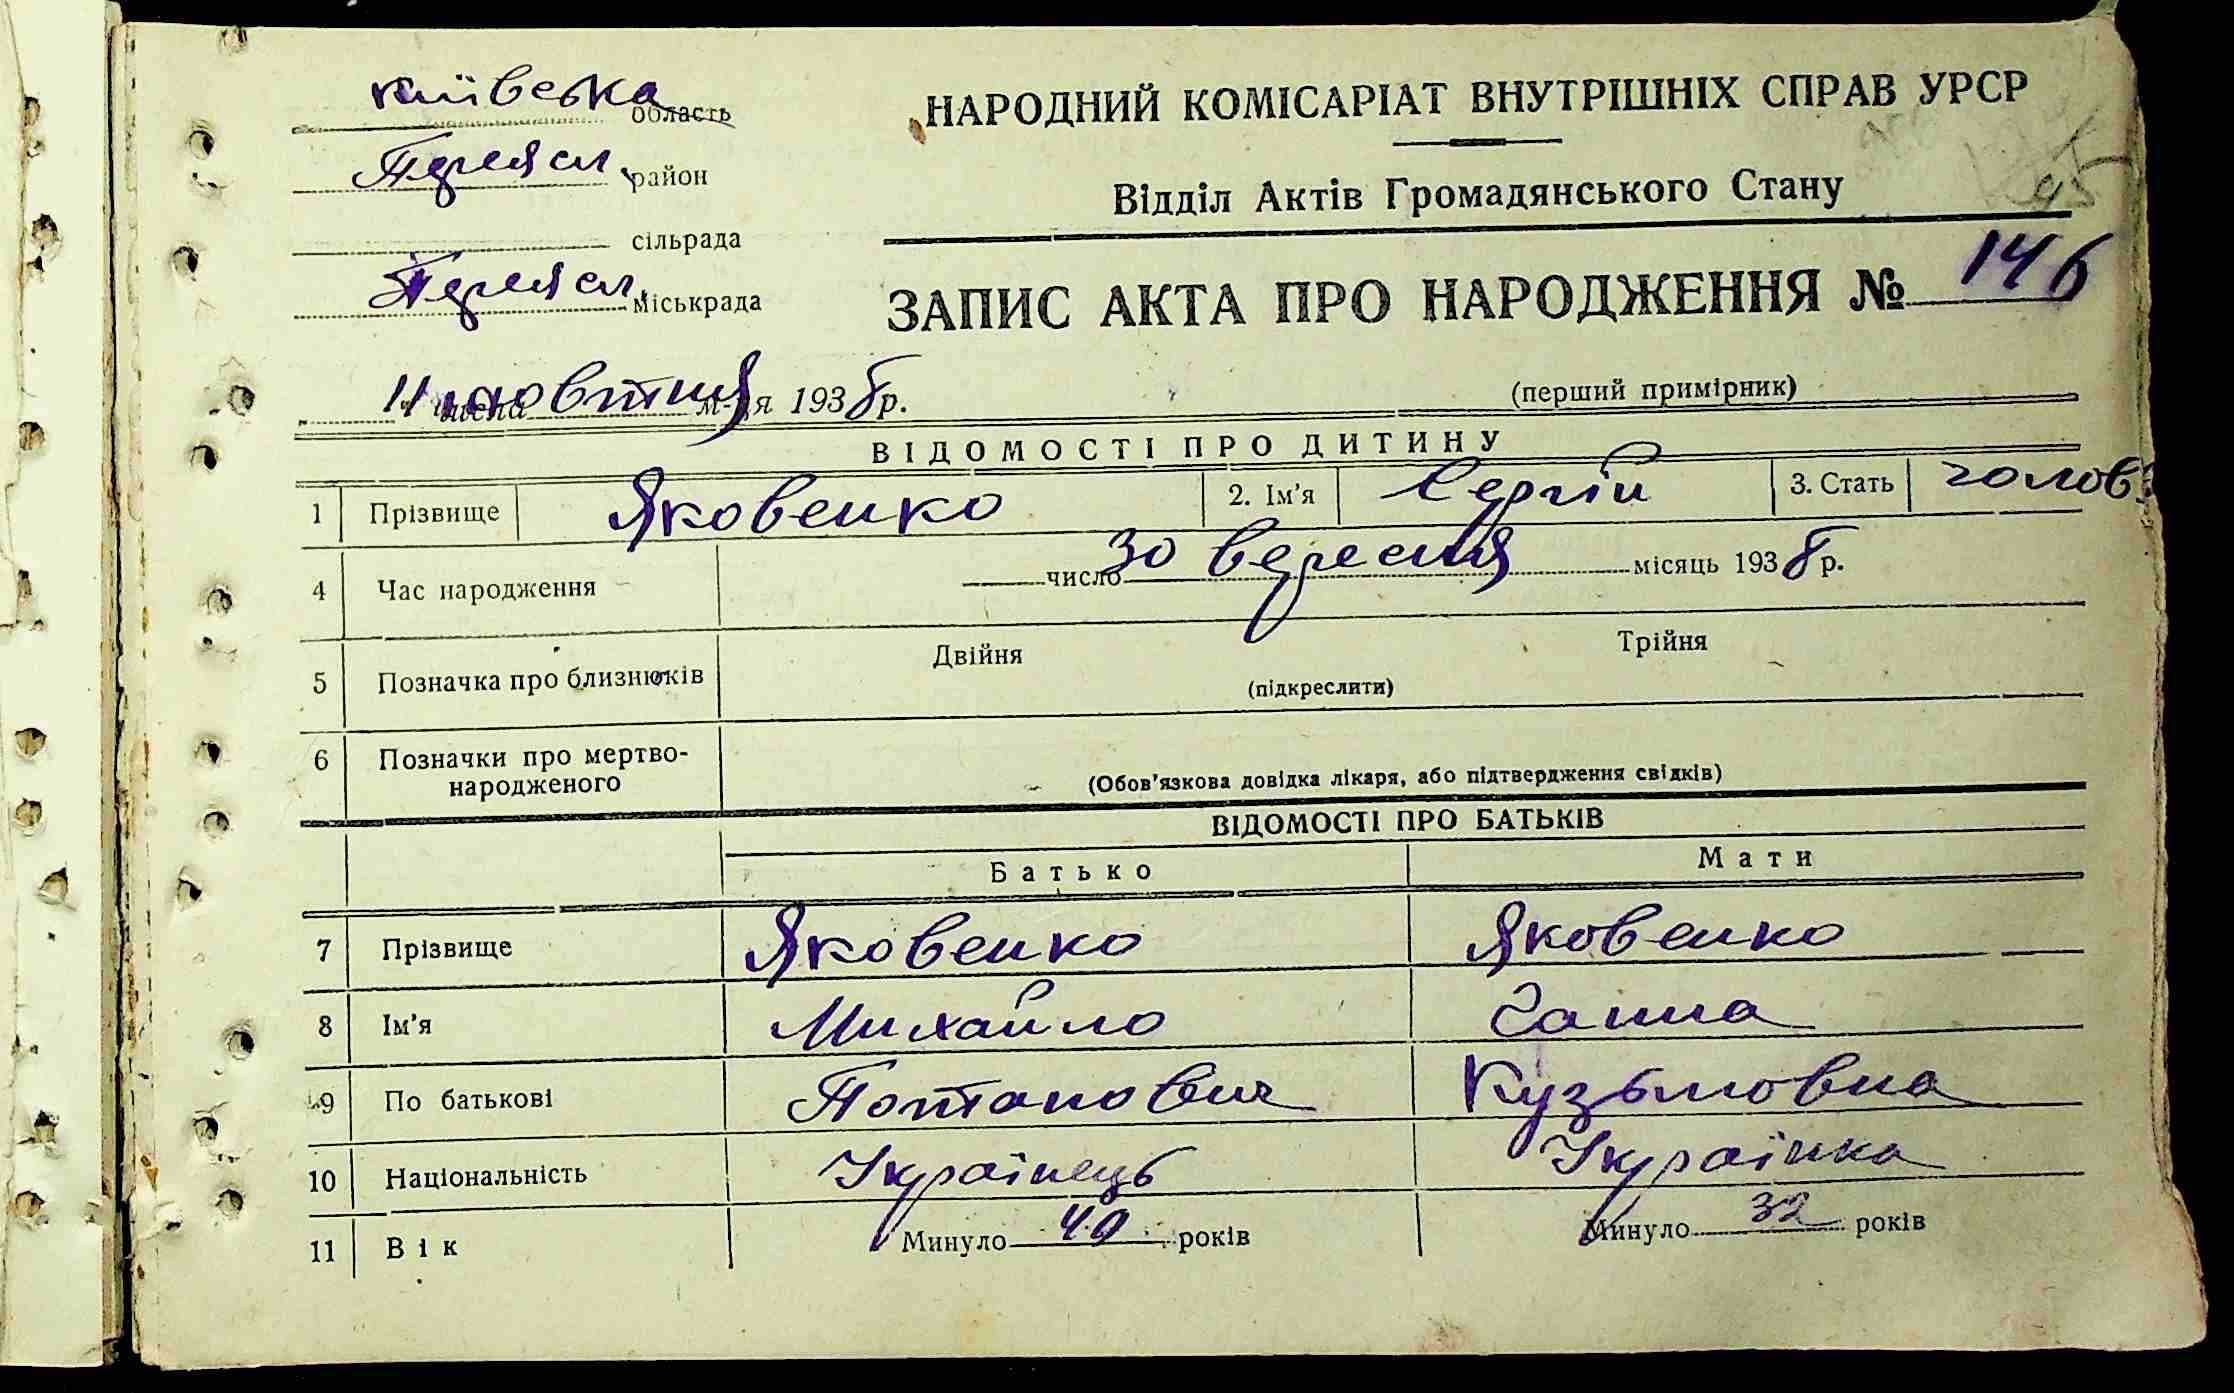 Київська область
НАРОДНИЙ КОМІСАРІАТ ВНУТРІШНІХ СПРАВ УРСР
Переясл. район
Відділ Актів Громадянського Стану
95
сільрада
Переясл. міськрада
ЗАПИС АКТА ПРО НАРОДЖЕННЯ № 146
11 числа жовтня м-ця 1938 р.
(перший примірник)
ВІДОМОСТІ ПРО ДИТИНУ
1 Прізвище Яковенко 2. Ім'я Сергій 3. Стать голов.
4 Час народження число 30 вересня місяць 1938 р.
5 Позначка про близнюків Двійня Трійня
(підкреслити)
6 Позначки про мертво-
народженого
(Обов'язкова довідка лікаря, або підтвердження свідків)
ВІДОМОСТІ ПРО БАТЬКІВ
Батько Мати
7 Прізвище Яковенко Яковенко
8 Ім'я Михайло Ганна
9 По батькові Потапович Кузьмовна
10 Національність Українець Українка
11 Вік Минуло 40 років Минуло 32 років